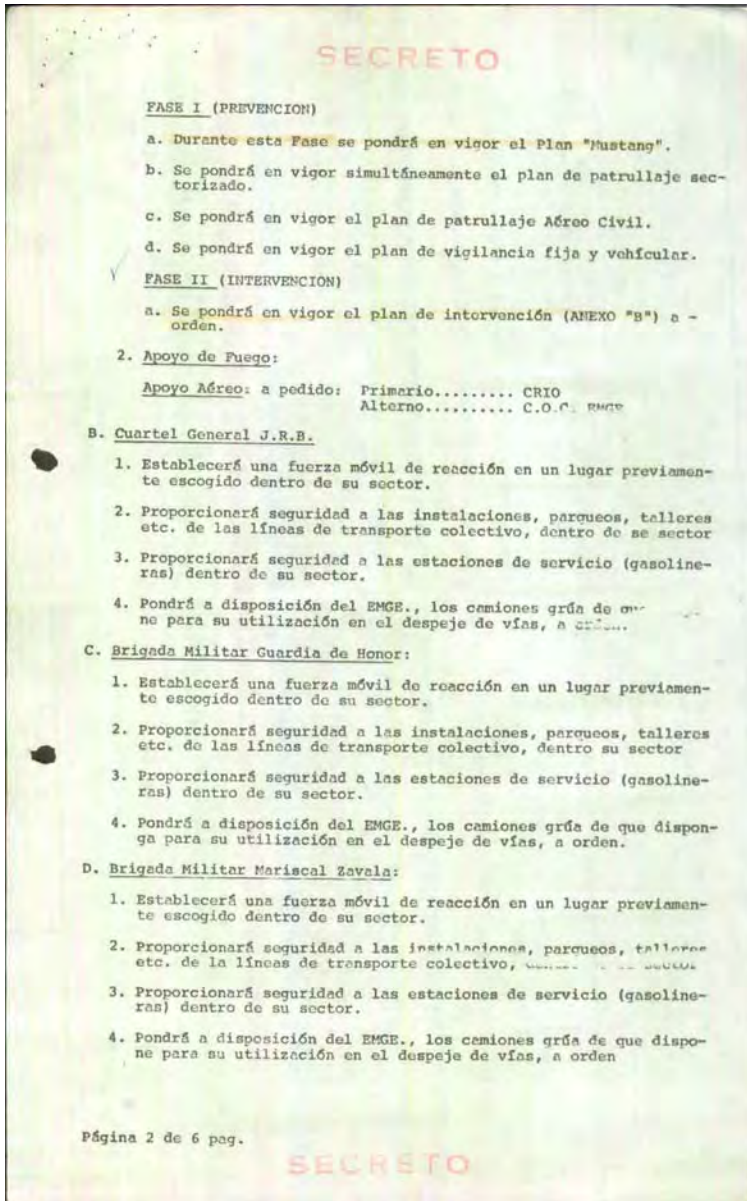 SECRETO
FASE I (PREVENCION)
a. Durante esta Fase se pondrá en vigor el Plan "Mustang".
b. Se pondrá en vigor simultáneamente el plan de patrullaje sec-
torizado.
c. Se pondrá en vigor el plan de patrullaje Aéreo Civil.
d. Se pondrá en vigor el plan de vigilancia fija y vehícular.
FASE II (INTERVENCION)
a. Se pondrá en vigor el plan de intervención (ANEXO "B") a -
orden.
2. Apoyo de Fuego:
Apoyo Aéreo: a pedido: Primario......... CRIO
Alterno.......... C.O.C. EMGE
B. Cuartel General J.R.B.
1. Establecerá una fuerza móvil de reacción en un lugar previamen-
te escogido dentro de su sector.
2. Proporcionará seguridad a las instalaciones, parqueos, talleres
etc. de las líneas de transporte colectivo, dentro de se sector
3. Proporcionará seguridad a las estaciones de servicio (gasoline-
ras) dentro de su sector.
4. Pondrá a disposición del EMGE., los camiones grúa de
ne para su utilización en el despeje de vías, a
C. Brigada Militar Guardia de Honor:
1. Establecerá una fuerza móvil de reacción en un lugar previamen-
te escogido dentro de su sector.
2. Proporcionará seguridad a las instalaciones, parqueos, talleres
etc. de las líneas de transporte colectivo, dentro su sector
3. Proporcionará seguridad a las estaciones de servicio (gasoline-
ras) dentro de su sector.
4. Pondrá a disposición del EMGE., los camiones grúa de que dispon-
ga para su utilización en el despeje de vías, a orden.
D. Brigada Militar Mariscal Zavala:
1. Establecerá una fuerza móvil de reacción en un lugar previamen-
te escogido dentro de su sector.
2. Proporcionará seguridad a las instalaciones, parqueos, talleres
etc. de la líneas de transporte colectivo,
3. Proporcionará seguridad a las estaciones de servicio (gasoline-
ras) dentro de su sector.
4. Pondrá a disposición del EMGE., los camiones grúa de que dispo-
ne para su utilización en el despeje de vías, a orden
Página 2 de 6 pag.
SECRETO